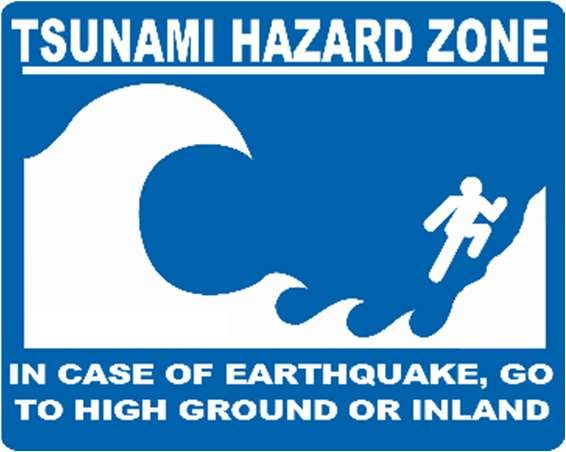 TSUNAMI HAZARD ZONE
IN CASE OF EARTHQUAKE, GO
TO HIGH GROUND OR INLAND